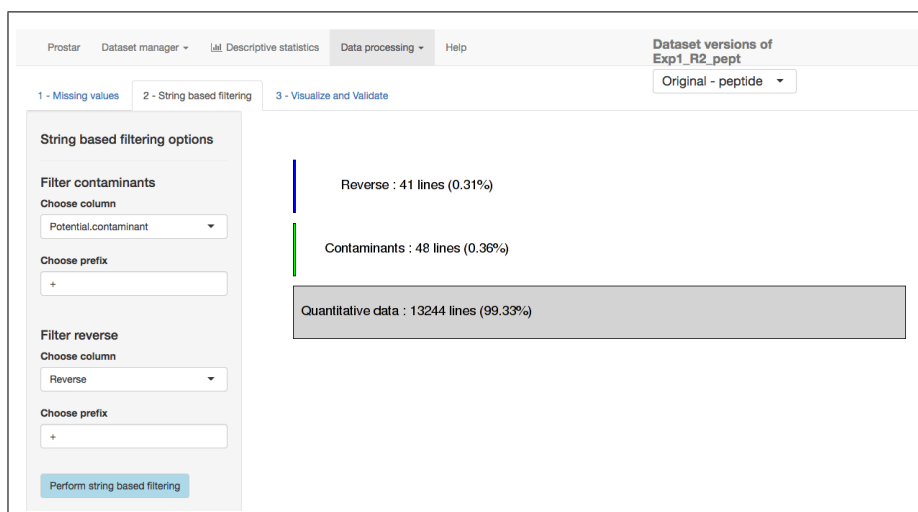 Prostar
Dataset manager
Descriptive statistics
Data processing
Help
Dataset versions of
Exp1_R2_pept
Original - peptide
1 - Missing values
2 - String based filtering
3 - Visualize and Validate
String based filtering options
Filter contaminants
Choose column
Potential.contaminant
Choose prefix
+
Filter reverse
Choose column
Reverse
Choose prefix
+
Perform string based filtering
Reverse : 41 lines (0.31%)
Contaminants : 48 lines (0.36%)
Quantitative data : 13244 lines (99.33%)